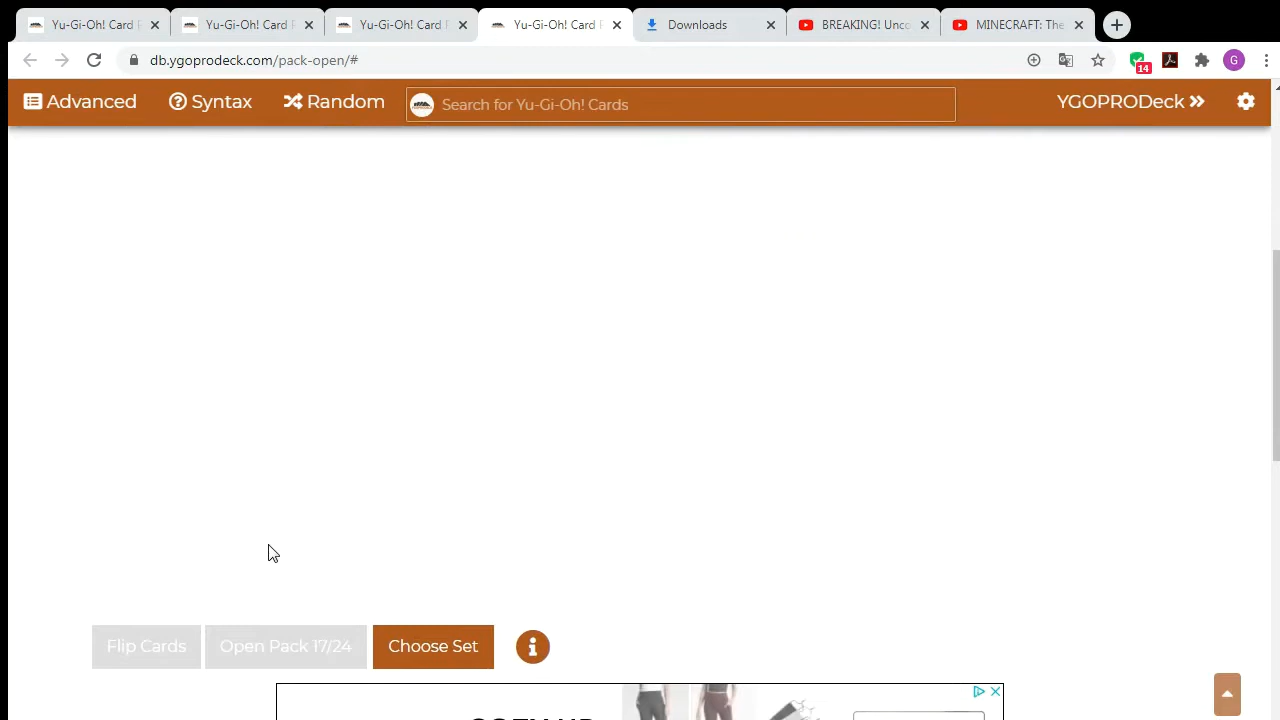 Yu-Gi-Oh! Card
Yu-Gi-Oh! Card
Yu-Gi-Oh! Card
Yu-Gi-Oh! Card
Downloads
BREAKING! Unco
MINECRAFT: The
db.ygoprodeck.com/pack-open/#
14
G
Advanced
Syntax
Random
Search for Yu-Gi-Oh! Cards
YGOPRODeck
Flip Cards
Open Pack 17/24
Choose Set